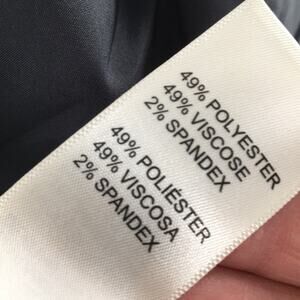 49% POLYESTER
49% VISCOSE
2% SPANDEX
49% POLIÉSTER
49% VISCOSA
2% SPANDEX